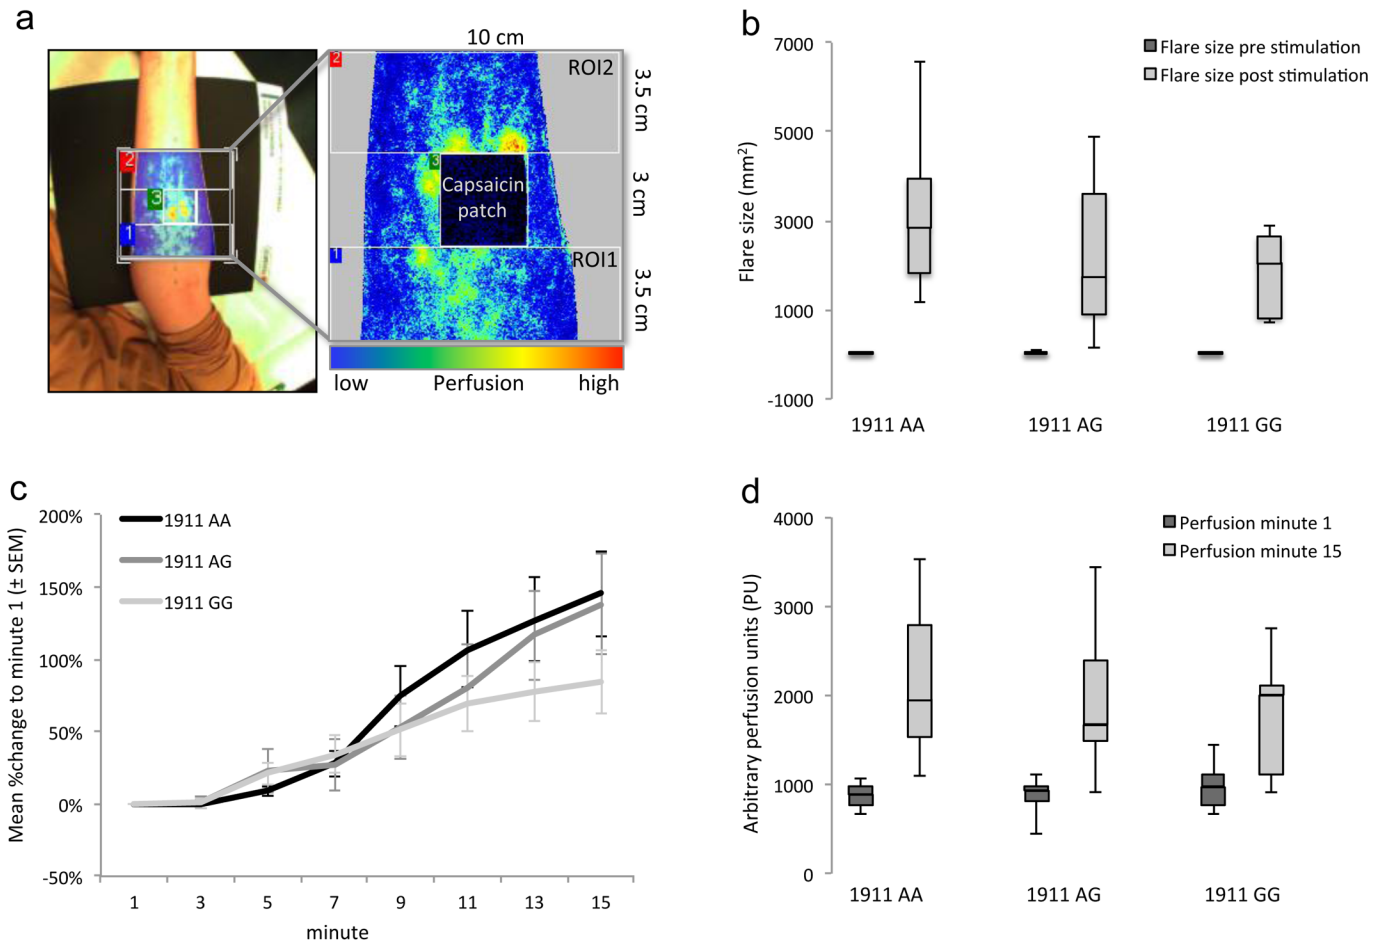 a
10 cm
2
ROI2
3.5 cm
3
Capsaicin
patch
3 cm
1
ROI1
3.5 cm
2
3
1
low Perfusion high
b
Flare size pre stimulation
Flare size post stimulation
Flare size (mm²)
7000
5000
3000
1000
-1000
1911 AA 1911 AG 1911 GG
c
1911 AA
1911 AG
1911 GG
Mean %change to minute 1 (± SEM)
200%
150%
100%
50%
0%
-50%
1 3 5 7 9 11 13 15
minute
d
Perfusion minute 1
Perfusion minute 15
Arbitrary perfusion units (PU)
4000
3000
2000
1000
0
1911 AA 1911 AG 1911 GG